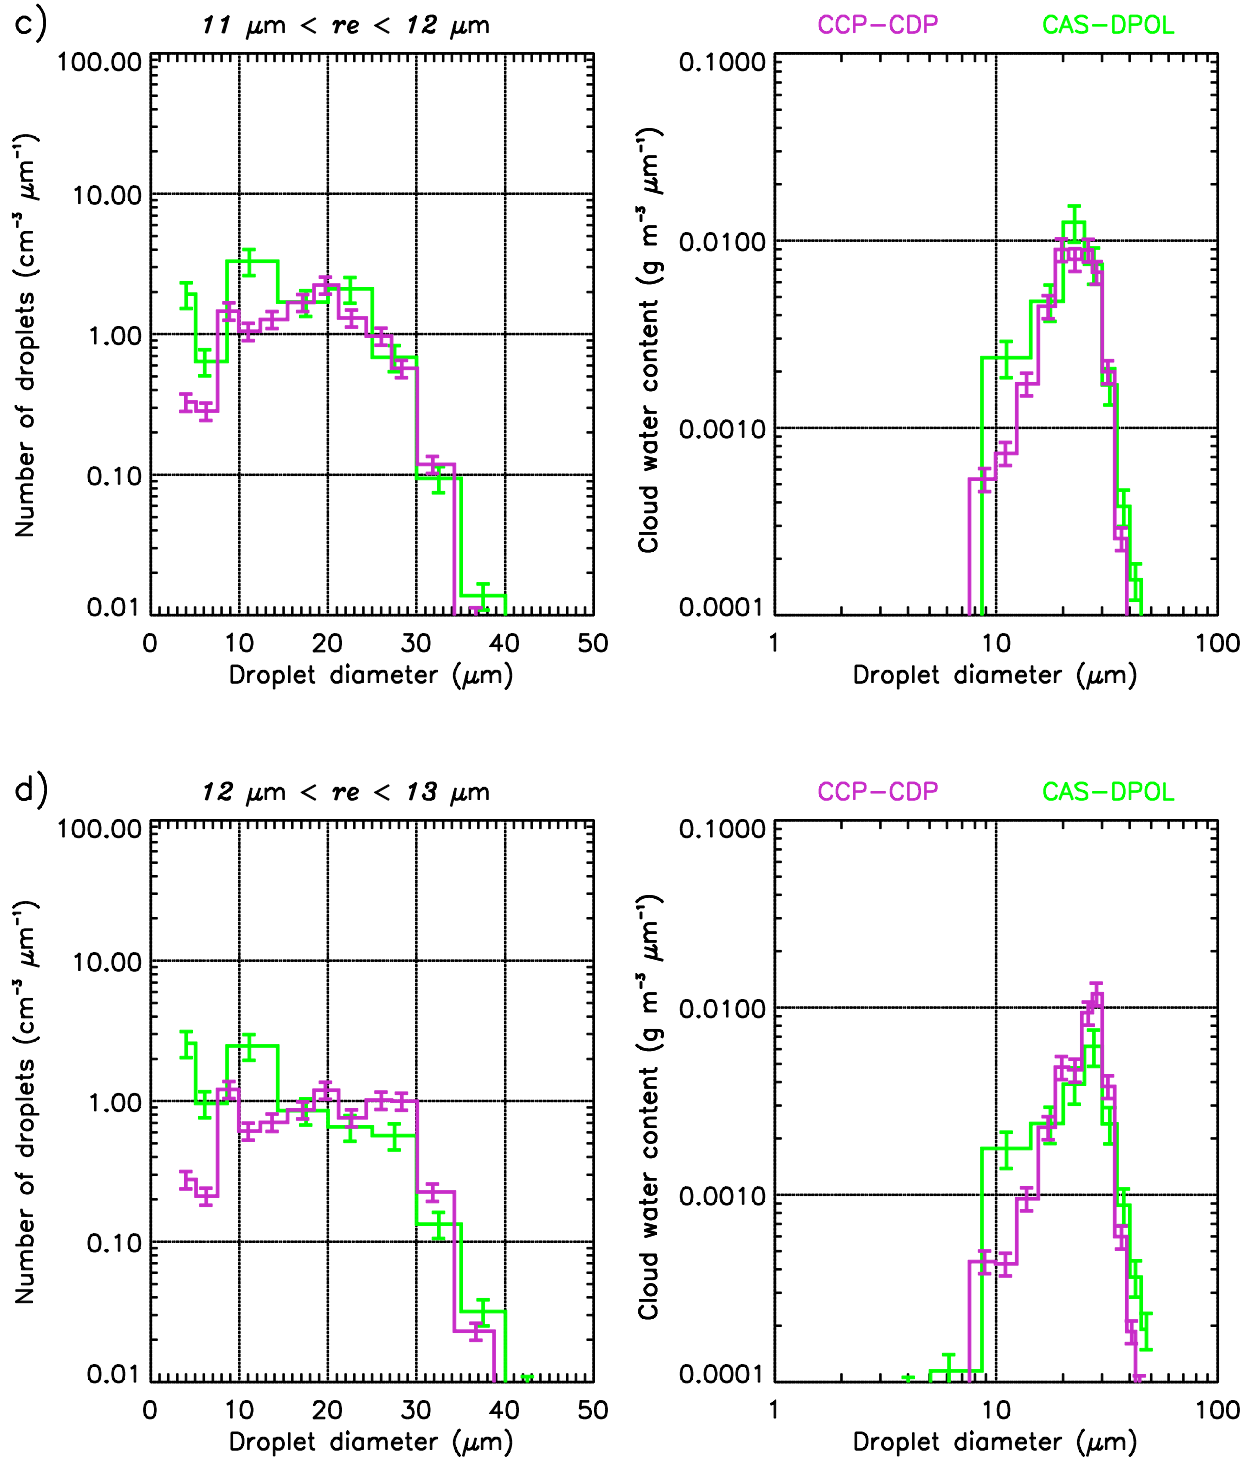 c)
11 μm < re < 12 μm
CCP−CDP
CAS−DPOL
Number of droplets (cm⁻³ μm⁻¹)
100.00
10.00
1.00
0.10
0.01
0 10 20 30 40 50
Droplet diameter (μm)
Cloud water content (g m⁻³ μm⁻¹)
0.1000
0.0100
0.0010
0.0001
1 10 100
Droplet diameter (μm)
d)
12 μm < re < 13 μm
CCP−CDP
CAS−DPOL
Number of droplets (cm⁻³ μm⁻¹)
100.00
10.00
1.00
0.10
0.01
0 10 20 30 40 50
Droplet diameter (μm)
Cloud water content (g m⁻³ μm⁻¹)
0.1000
0.0100
0.0010
0.0001
1 10 100
Droplet diameter (μm)